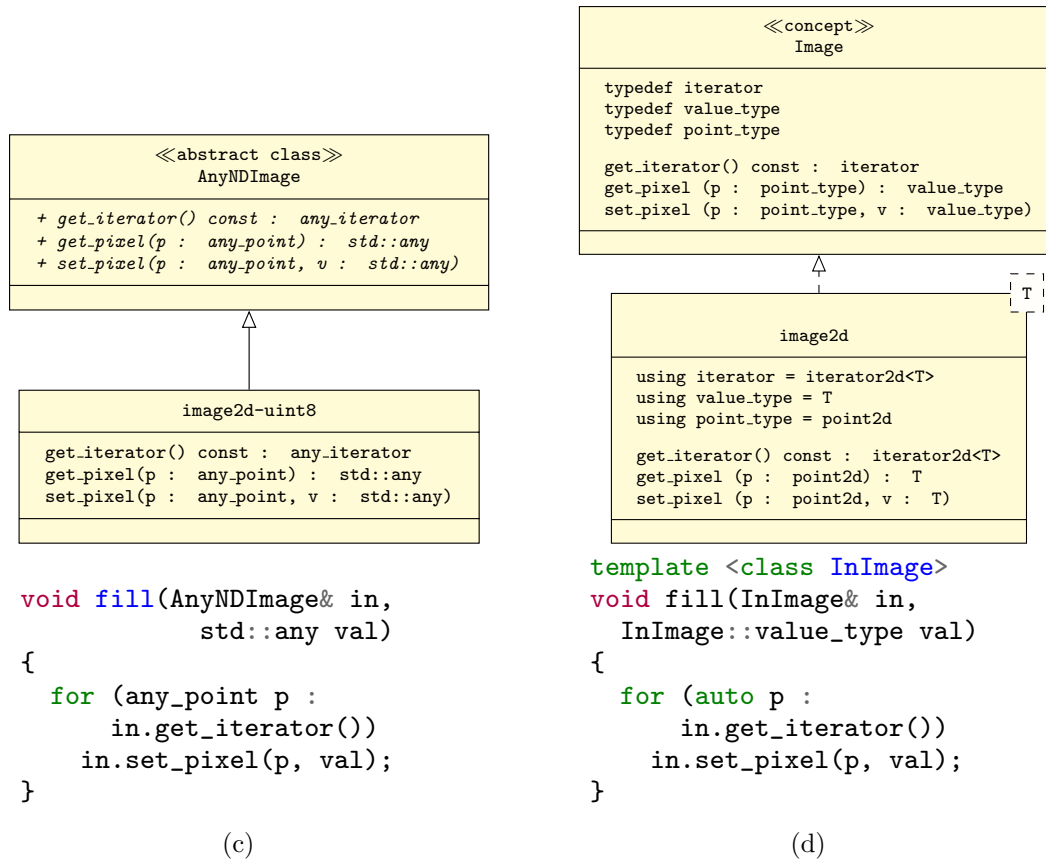 ≪abstract class≫
AnyNDImage
+ get_iterator() const : any_iterator
+ get_pixel(p : any_point) : std::any
+ set_pixel(p : any_point, v : std::any)
image2d-uint8
get_iterator() const : any_iterator
get_pixel(p : any_point) : std::any
set_pixel(p : any_point, v : std::any)
void fill(AnyNDImage& in,
std::any val)
{
for (any_point p :
in.get_iterator())
in.set_pixel(p, val);
}
(c)
≪concept≫
Image
typedef iterator
typedef value_type
typedef point_type
get_iterator() const : iterator
get_pixel (p : point_type) : value_type
set_pixel (p : point_type, v : value_type)
T
image2d
using iterator = iterator2d<T>
using value_type = T
using point_type = point2d
get_iterator() const : iterator2d<T>
get_pixel (p : point2d) : T
set_pixel (p : point2d, v : T)
template <class InImage>
void fill(InImage& in,
InImage::value_type val)
{
for (auto p :
in.get_iterator())
in.set_pixel(p, val);
}
(d)